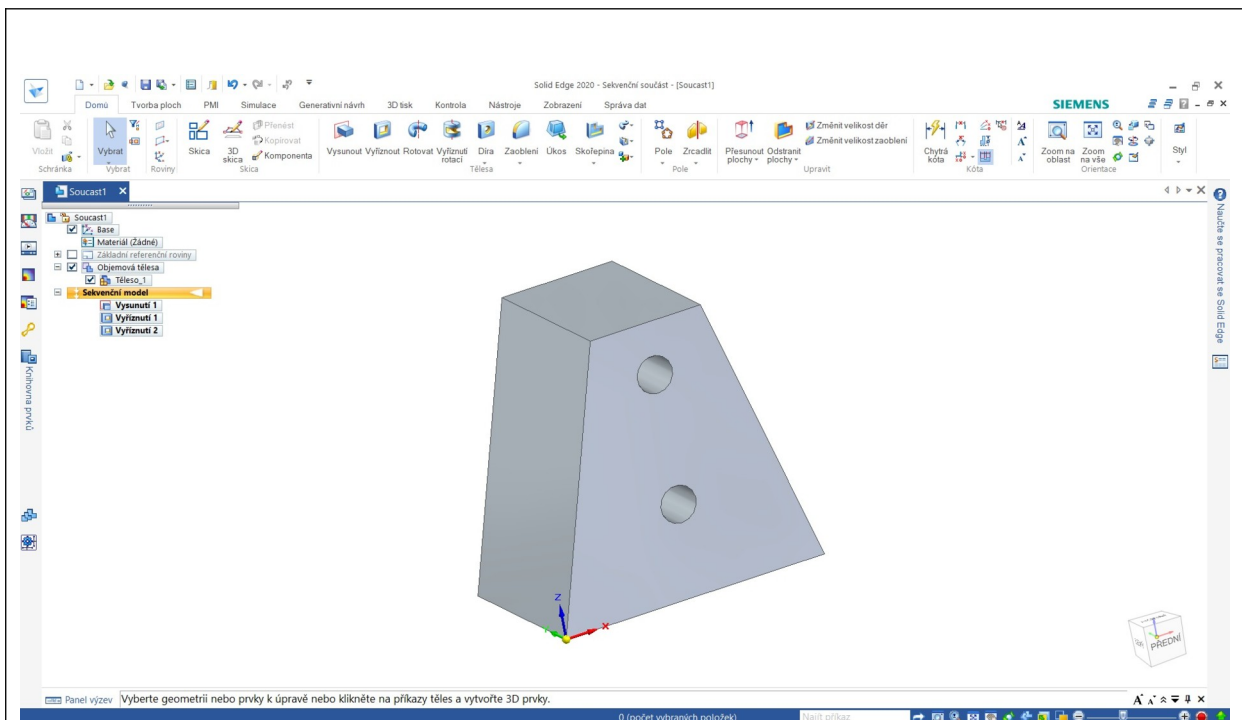 Solid Edge 2020 - Sekvenční součást - [Soucast1]
Domů Tvorba ploch PMI Simulace Generativní návrh 3D tisk Kontrola Nástroje Zobrazení Správa dat SIEMENS
Vložit
Schránka
Vybrat
Vybrat
Roviny
Skica
3D skica
Přenést
Kopírovat
Komponenta
Skica
Vysunout Vyříznout Rotovat Vyříznutí rotací Díra Zaoblení Úkos Skořepina
Tělesa
Pole Zrcadlit
Pole
Přesunout plochy
Odstranit plochy
Změnit velikost děr
Změnit velikost zaoblení
Upravit
Chytrá kóta
Kóta
Zoom na oblast
Zoom na vše
Orientace
Styl
Soucast1
Soucast1
Base
Materiál (Žádné)
Základní referenční roviny
Objemová tělesa
Těleso_1
Sekvenční model
Vysunutí 1
Vyříznutí 1
Vyříznutí 2
Knihovna prvků
Naučte se pracovat se Solid Edge
Z
X
PŘEDNÍ
Panel výzev Vyberte geometrii nebo prvky k úpravě nebo klikněte na příkazy těles a vytvořte 3D prvky.
0 (počet vybraných položek) Najít příkaz